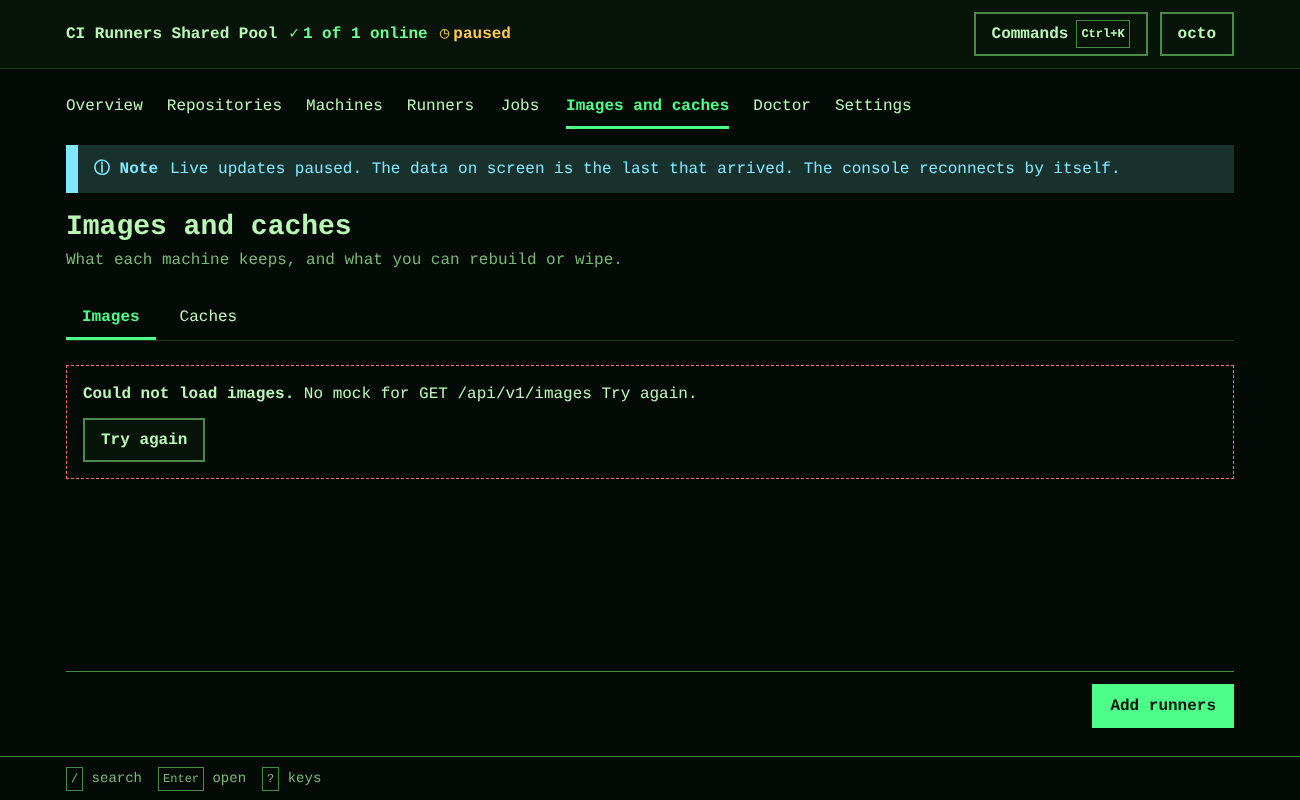 CI Runners Shared Pool ✓ 1 of 1 online ◷ paused Commands Ctrl+K octo
Overview Repositories Machines Runners Jobs Images and caches Doctor Settings
ⓘ Note Live updates paused. The data on screen is the last that arrived. The console reconnects by itself.
Images and caches
What each machine keeps, and what you can rebuild or wipe.
Images Caches
Could not load images. No mock for GET /api/v1/images Try again.
Try again
Add runners
/ search Enter open ? keys